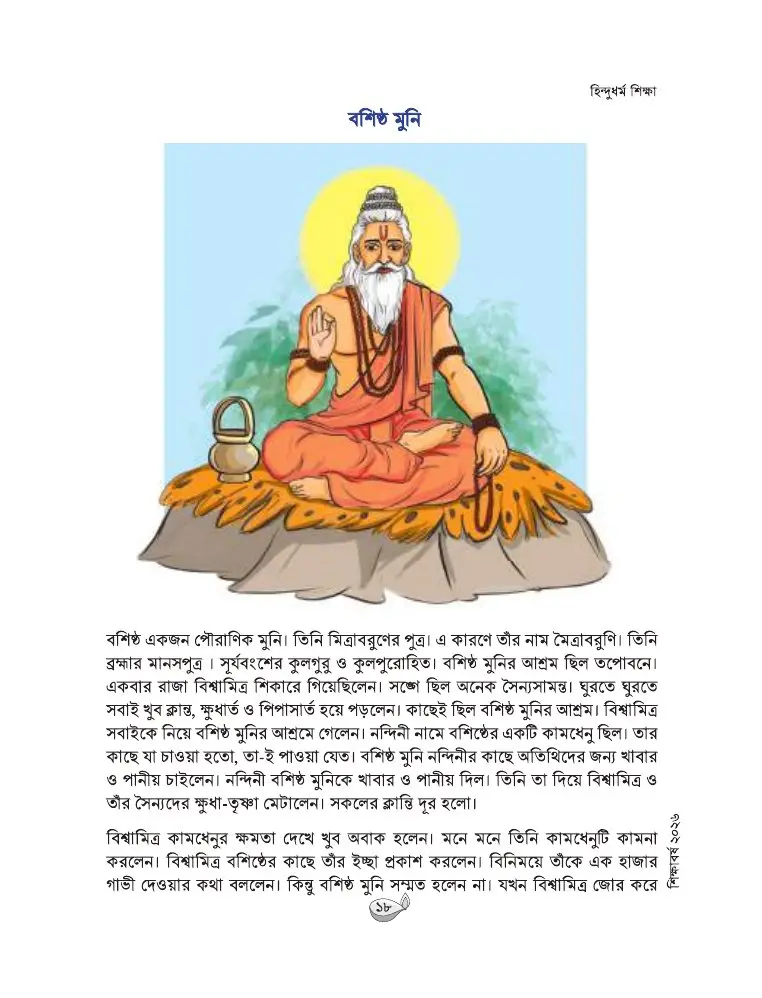 হিন্দুধর্ম শিক্ষা
বশিষ্ঠ মুনি
বশিষ্ঠ একজন পৌরাণিক মুনি। তিনি মিত্রাবরুণের পুত্র। এ কারণে তাঁর নাম মৈত্রাবরুণি। তিনি
ব্রহ্মার মানসপুত্র । সূর্যবংশের কুলগুরু ও কুলপুরোহিত। বশিষ্ঠ মুনির আশ্রম ছিল তপোবনে।
একবার রাজা বিশ্বামিত্র শিকারে গিয়েছিলেন। সঙ্গে ছিল অনেক সৈন্যসামন্ত। ঘুরতে ঘুরতে
সবাই খুব ক্লান্ত, ক্ষুধার্ত ও পিপাসার্ত হয়ে পড়লেন। কাছেই ছিল বশিষ্ঠ মুনির আশ্রম। বিশ্বামিত্র
সবাইকে নিয়ে বশিষ্ঠ মুনির আশ্রমে গেলেন। নন্দিনী নামে বশিষ্ঠের একটি কামধেনু ছিল। তার
কাছে যা চাওয়া হতো, তা-ই পাওয়া যেত। বশিষ্ঠ মুনি নন্দিনীর কাছে অতিথিদের জন্য খাবার
ও পানীয় চাইলেন। নন্দিনী বশিষ্ঠ মুনিকে খাবার ও পানীয় দিল। তিনি তা দিয়ে বিশ্বামিত্র ও
তাঁর সৈন্যদের ক্ষুধা-তৃষ্ণা মেটালেন। সকলের ক্লান্তি দূর হলো।
বিশ্বামিত্র কামধেনুর ক্ষমতা দেখে খুব অবাক হলেন। মনে মনে তিনি কামধেনুটি কামনা
করলেন। বিশ্বামিত্র বশিষ্ঠের কাছে তাঁর ইচ্ছা প্রকাশ করলেন। বিনিময়ে তাঁকে এক হাজার
গাভী দেওয়ার কথা বললেন। কিন্তু বশিষ্ঠ মুনি সম্মত হলেন না। যখন বিশ্বামিত্র জোর করে
শিক্ষাবর্ষ ২০২৬
১৮